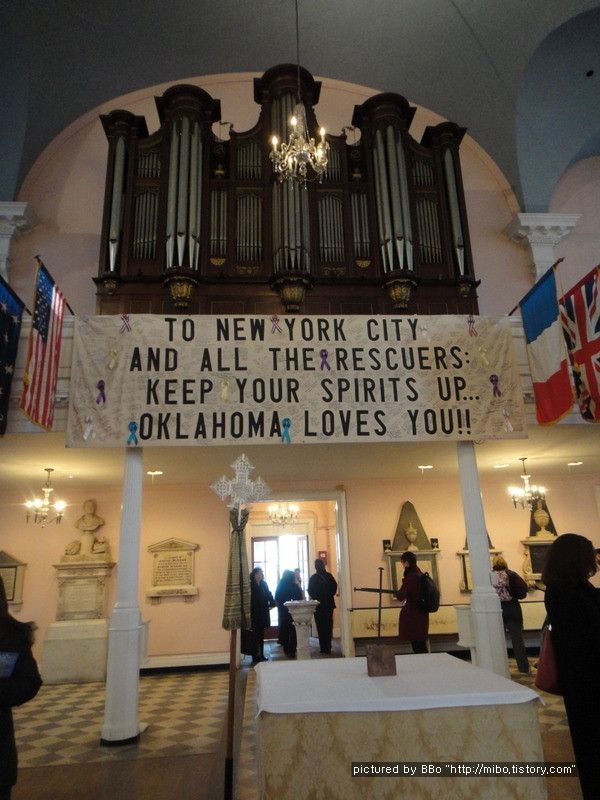 TO NEW YORK CITY
AND ALL THE RESCUERS:
KEEP YOUR SPIRITS UP...
OKLAHOMA LOVES YOU!!
pictured by BBo "http://mibo.tistory.com"